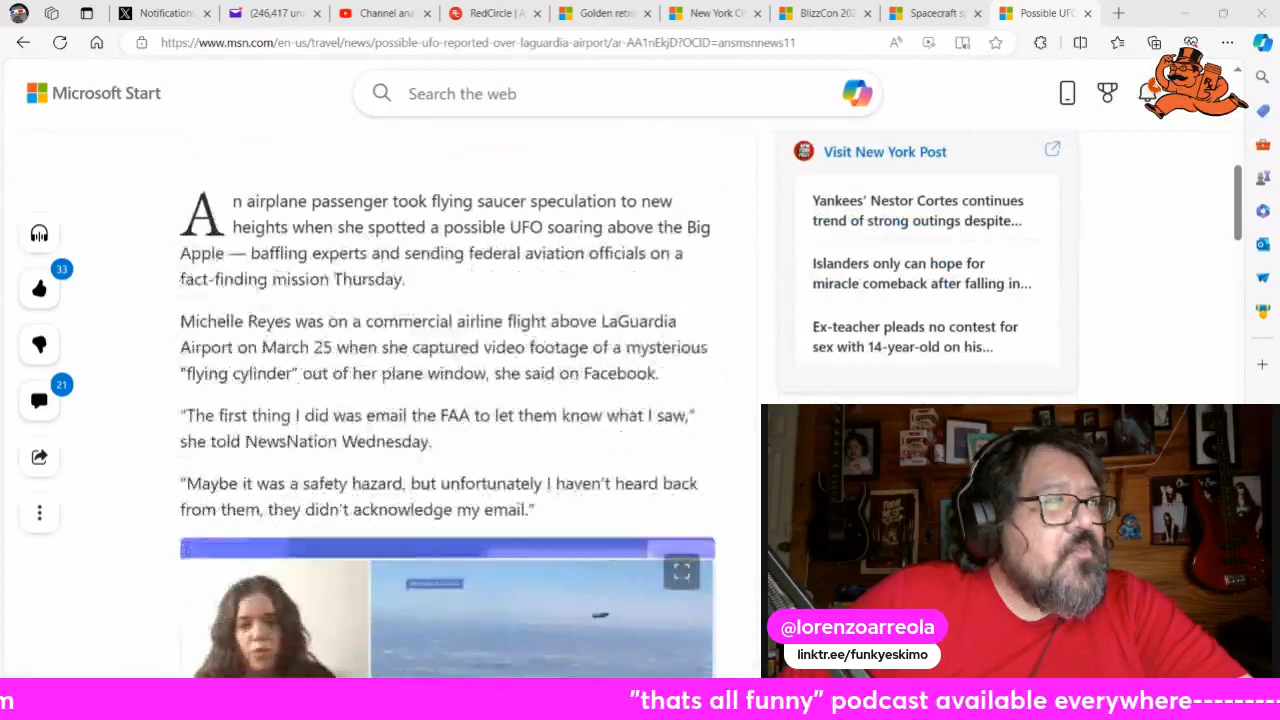 Notification
(246,417 una
Channel ana
RedCircle | A
Golden retri
New York Ci
BlizzCon 202
Spacecraft s
Possible UFO
https://www.msn.com/en-us/travel/news/possible-ufo-reported-over-laguardia-airport/ar-AA1nEkjD?OCID=ansmsnnews11
Microsoft Start
Search the web
Visit New York Post
Yankees' Nestor Cortes continues
trend of strong outings despite...
Islanders only can hope for
miracle comeback after falling in...
Ex-teacher pleads no contest for
sex with 14-year-old on his...
33
21
An airplane passenger took flying saucer speculation to new
heights when she spotted a possible UFO soaring above the Big
Apple — baffling experts and sending federal aviation officials on a
fact-finding mission Thursday.
Michelle Reyes was on a commercial airline flight above LaGuardia
Airport on March 25 when she captured video footage of a mysterious
"flying cylinder" out of her plane window, she said on Facebook.
"The first thing I did was email the FAA to let them know what I saw,"
she told NewsNation Wednesday.
"Maybe it was a safety hazard, but unfortunately I haven't heard back
from them, they didn't acknowledge my email."
@lorenzoarreola
linktr.ee/funkyeskimo
m "thats all funny" podcast available everywhere---------